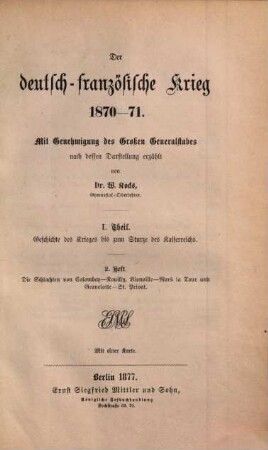 Der
deutsch-französische Krieg
1870—71.
Mit Genehmigung des Großen Generalstabes
nach dessen Darstellung erzählt
von
Dr. W. Kocks,
Gymnasial-Oberlehrer.
I. Theil.
Geschichte des Krieges bis zum Sturze des Kaiserreichs.
2. Heft.
Die Schlachten von Colombey—Nouilly, Vionville—Mars la Tour und
Gravelotte—St. Privat.
Mit einer Karte.
Berlin 1877.
Ernst Siegfried Mittler und Sohn,
Königliche Hofbuchhandlung
Kochstraße 69. 70.